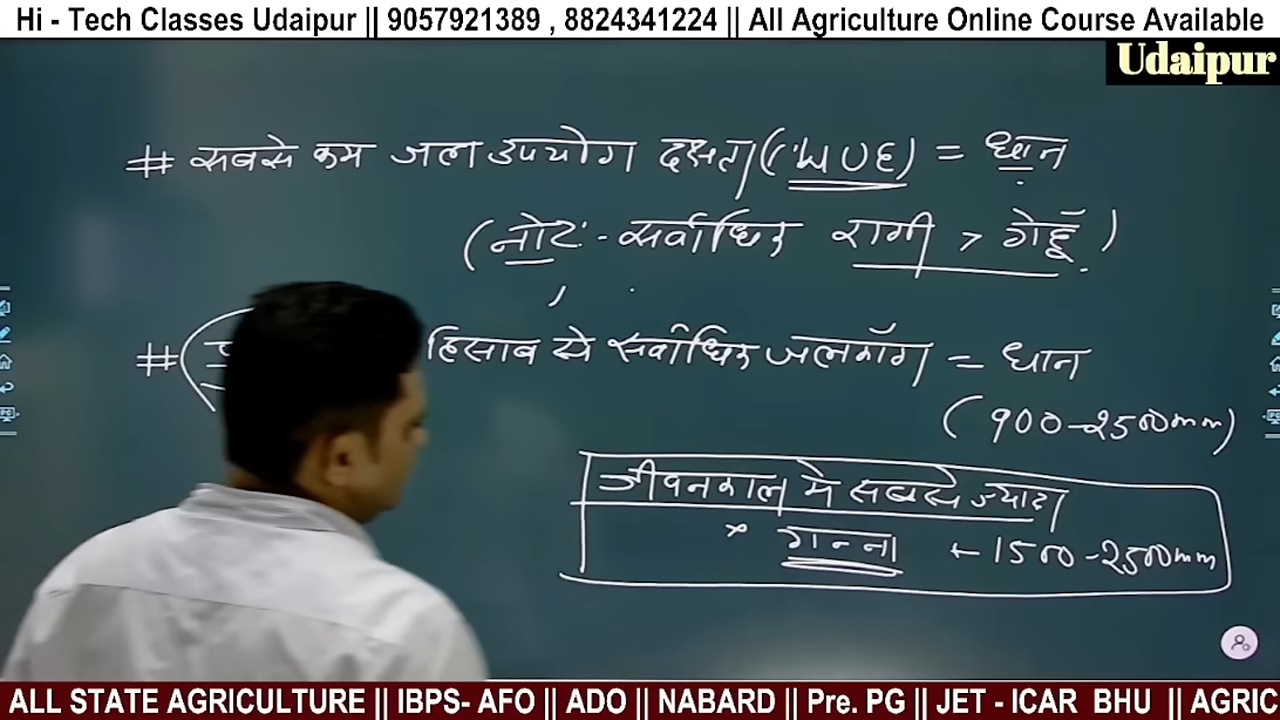 Hi - Tech Classes Udaipur || 9057921389 , 8824341224 || All Agriculture Online Course Available
Udaipur
# सबसे कम जल उपयोग दक्षता (WUE) = धान
(नोट:- सर्वाधिक रागी > गेहूँ)
हिसाब से सर्वाधिक जलमाँग = धान
(900-2500mm)
जीवनकाल मे सबसे ज्यादा
* गन्ना ← 1500-2500mm
ALL STATE AGRICULTURE || IBPS- AFO || ADO || NABARD || Pre. PG || JET - ICAR BHU || AGRIC